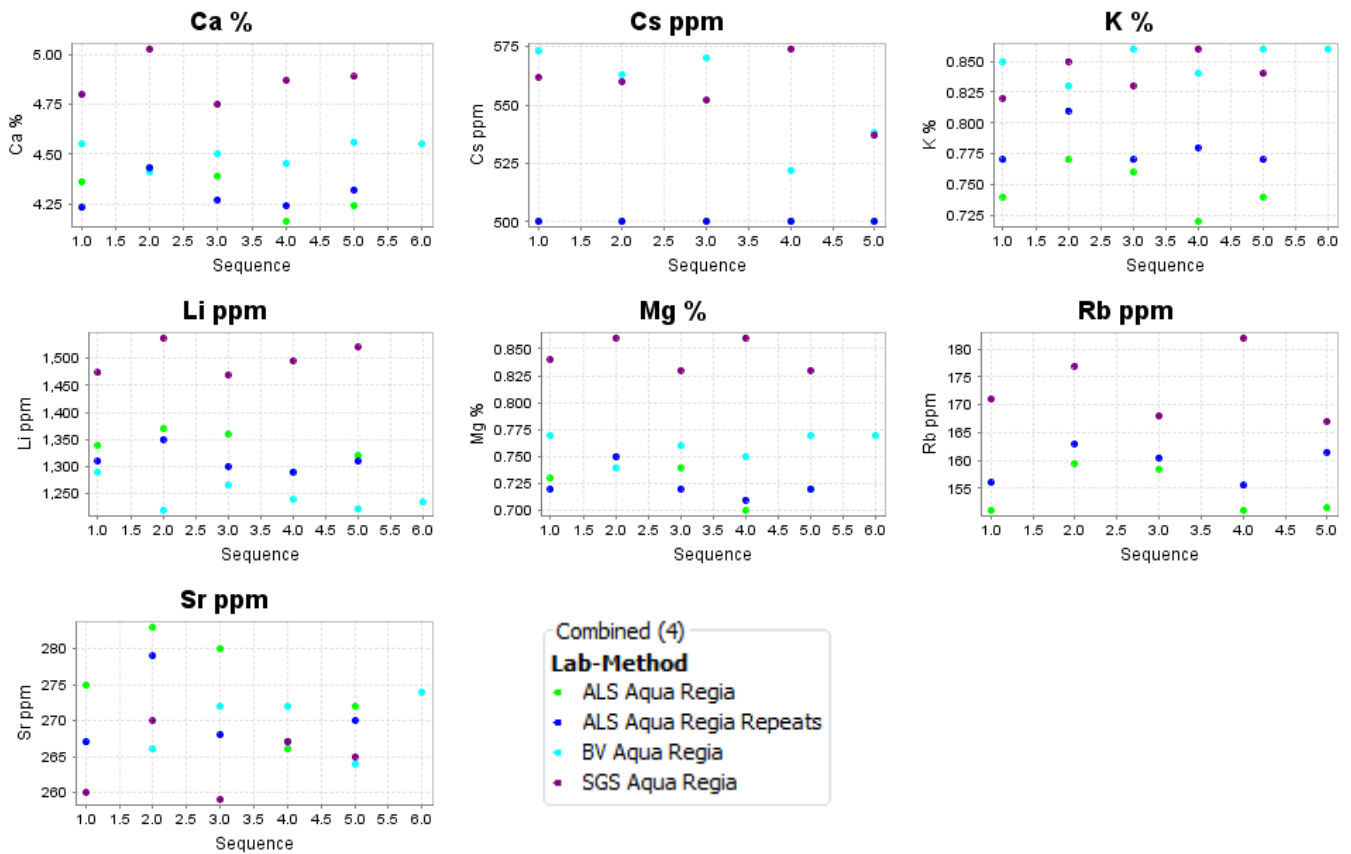 Ca %
5.00
4.75
4.50
4.25
Ca %
1.0 1.5 2.0 2.5 3.0 3.5 4.0 4.5 5.0 5.5 6.0
Sequence
Cs ppm
575
550
525
500
Cs ppm
1.0 1.5 2.0 2.5 3.0 3.5 4.0 4.5 5.0
Sequence
K %
0.850
0.825
0.800
0.775
0.750
0.725
K %
1.0 1.5 2.0 2.5 3.0 3.5 4.0 4.5 5.0 5.5 6.0
Sequence
Li ppm
1,500
1,450
1,400
1,350
1,300
1,250
Li ppm
1.0 1.5 2.0 2.5 3.0 3.5 4.0 4.5 5.0 5.5 6.0
Sequence
Mg %
0.850
0.825
0.800
0.775
0.750
0.725
0.700
Mg %
1.0 1.5 2.0 2.5 3.0 3.5 4.0 4.5 5.0 5.5 6.0
Sequence
Rb ppm
180
175
170
165
160
155
Rb ppm
1.0 1.5 2.0 2.5 3.0 3.5 4.0 4.5 5.0
Sequence
Sr ppm
280
275
270
265
260
Sr ppm
1.0 1.5 2.0 2.5 3.0 3.5 4.0 4.5 5.0 5.5 6.0
Sequence
Combined (4)
Lab-Method
ALS Aqua Regia
ALS Aqua Regia Repeats
BV Aqua Regia
SGS Aqua Regia